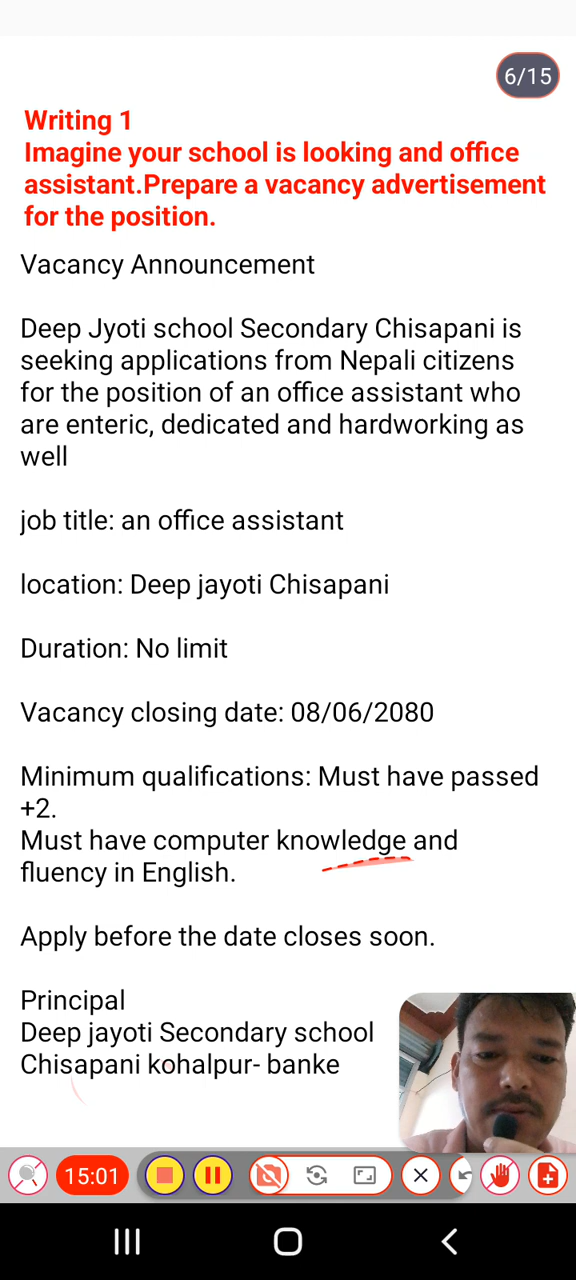 6/15
Writing 1
Imagine your school is looking and office
assistant.Prepare a vacancy advertisement
for the position.
Vacancy Announcement
Deep Jyoti school Secondary Chisapani is
seeking applications from Nepali citizens
for the position of an office assistant who
are enteric, dedicated and hardworking as
well
job title: an office assistant
location: Deep jayoti Chisapani
Duration: No limit
Vacancy closing date: 08/06/2080
Minimum qualifications: Must have passed
+2.
Must have computer knowledge and
fluency in English.
Apply before the date closes soon.
Principal
Deep jayoti Secondary school
Chisapani kohalpur- banke
15:01